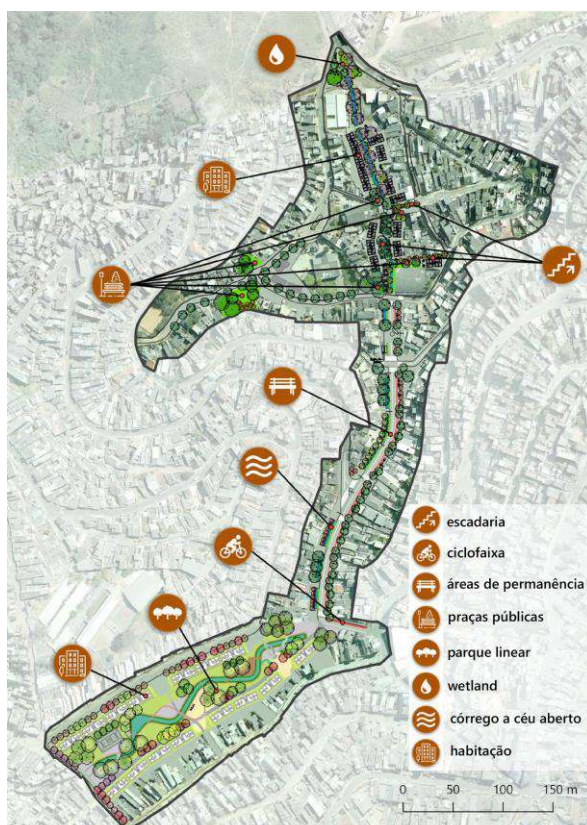 escadaria
ciclofaixa
áreas de permanência
praças públicas
parque linear
wetland
córrego a céu aberto
habitação
0 50 100 150 m